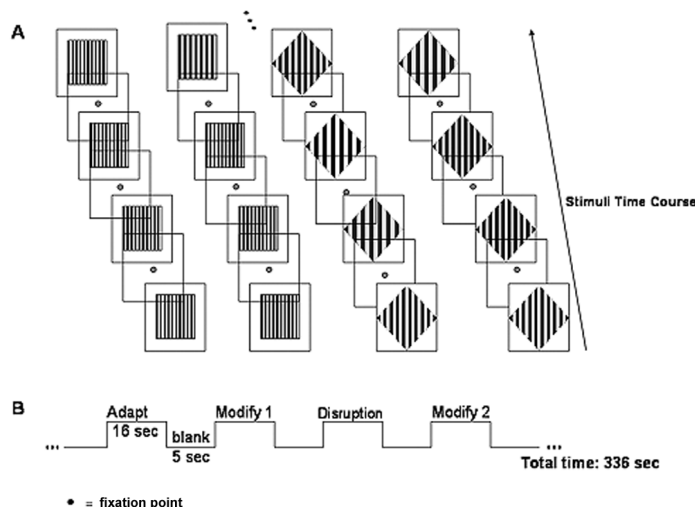 A
Stimuli Time Course
B
Adapt
16 sec
blank
5 sec
Modify 1
Disruption
Modify 2
Total time: 336 sec
= fixation point